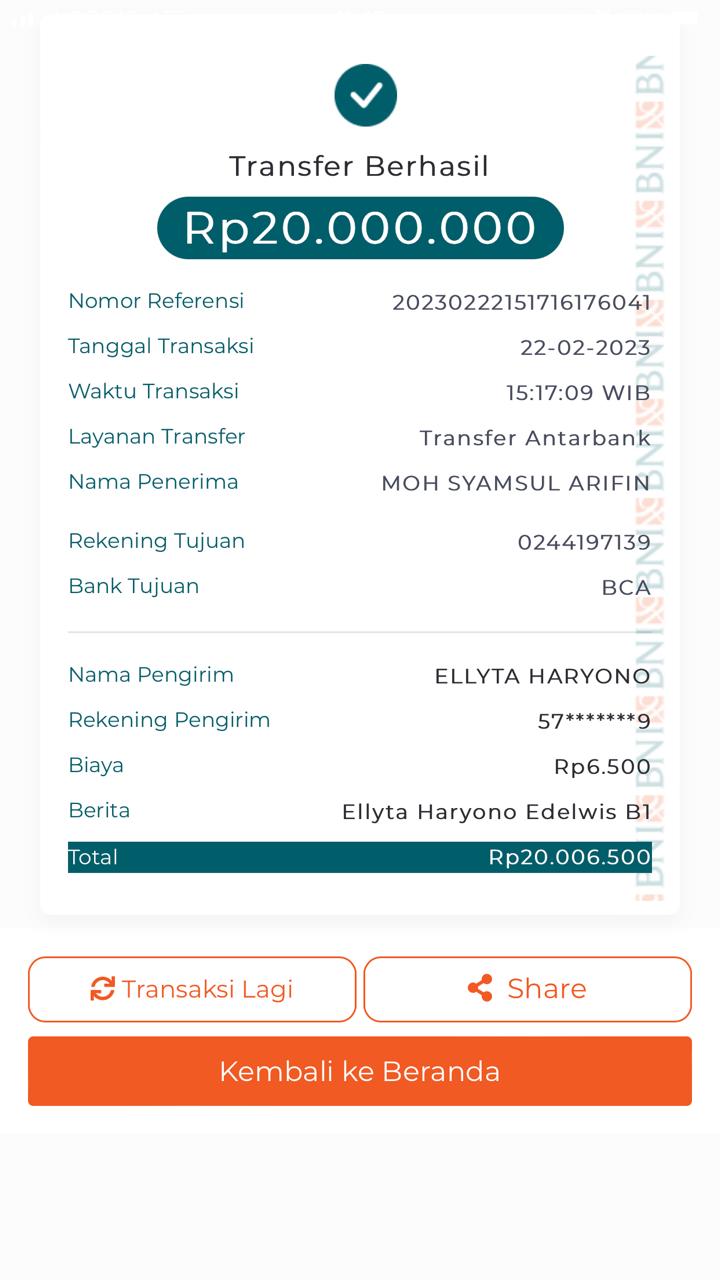 Transfer Berhasil
Rp20.000.000
Nomor Referensi 20230222151716176041
Tanggal Transaksi 22-02-2023
Waktu Transaksi 15:17:09 WIB
Layanan Transfer Transfer Antarbank
Nama Penerima MOH SYAMSUL ARIFIN
Rekening Tujuan 0244197139
Bank Tujuan BCA
Nama Pengirim ELLYTA HARYONO
Rekening Pengirim 57*******9
Biaya Rp6.500
Berita Ellyta Haryono Edelwis B1
Total Rp20.006.500
BNI BNI BNI BNI BNI BNI BNI BNI
Transaksi Lagi
Share
Kembali ke Beranda